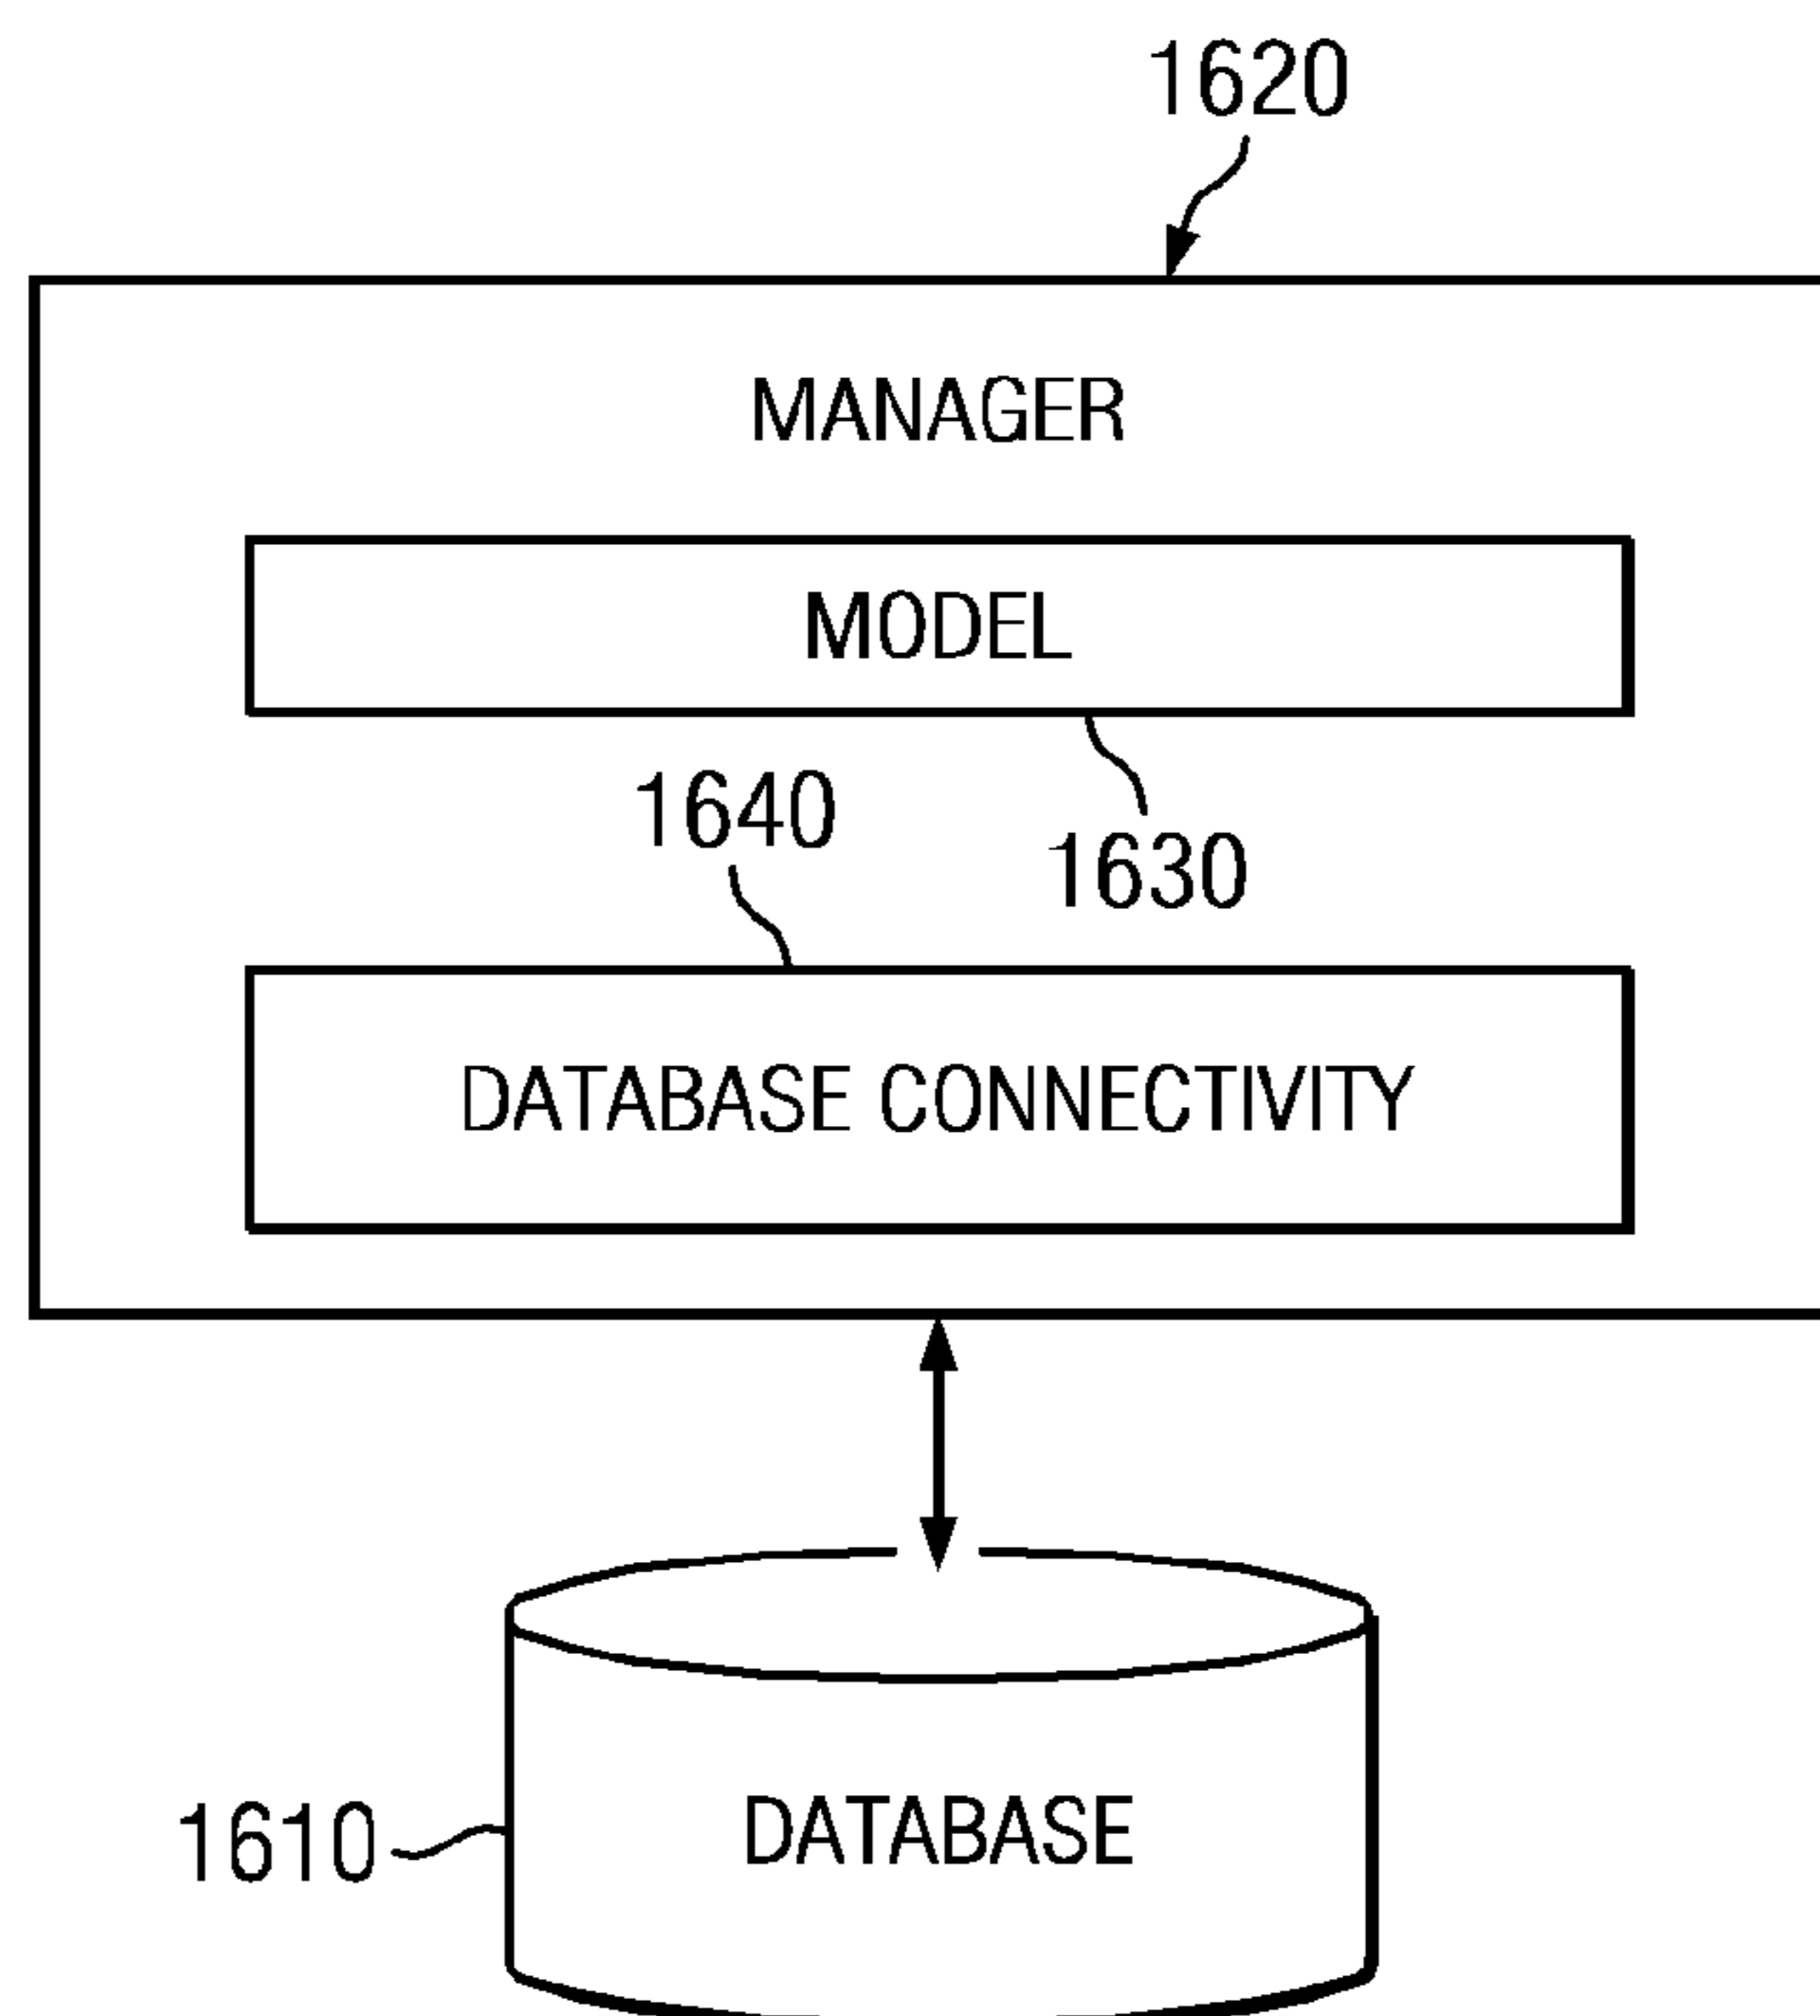 1620
MANAGER
MODEL
1640
1630
DATABASE CONNECTIVITY
1610
DATABASE